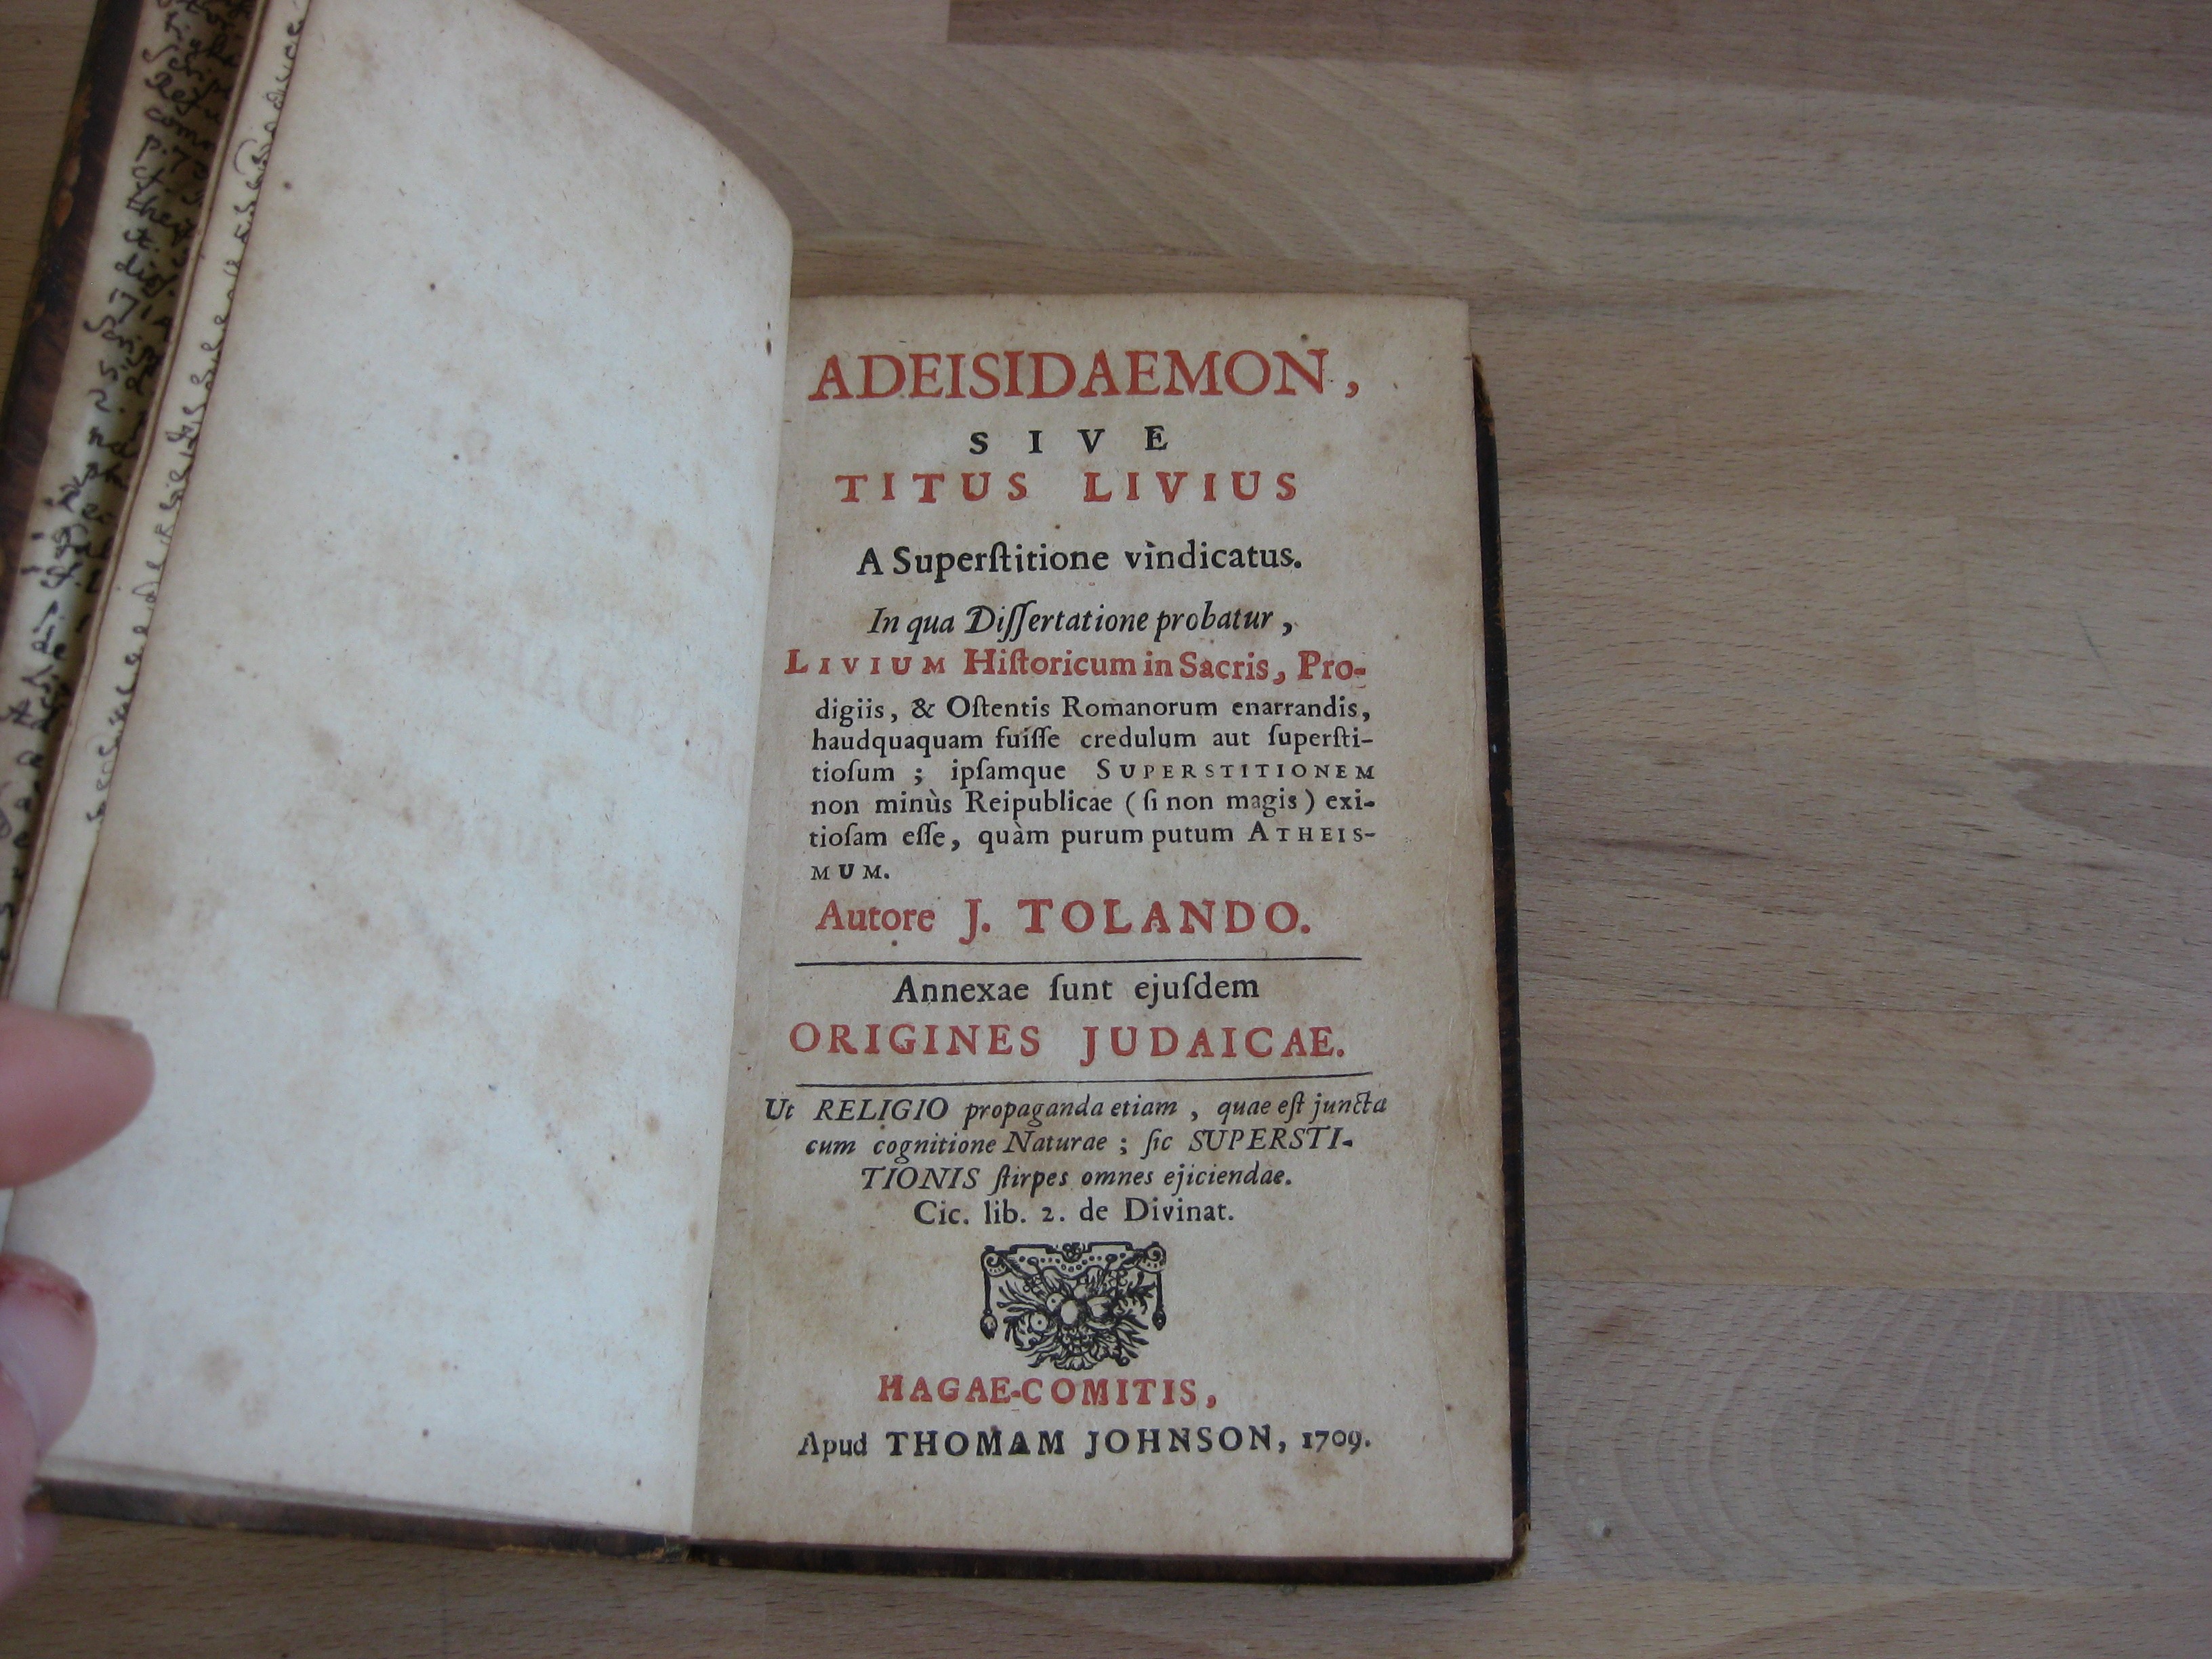 ADEISIDAEMON,
SIVE
TITUS LIVIUS
A Superſtitione vindicatus.
In qua Diſſertatione probatur,
LIVIUM Hiſtoricum in Sacris, Pro-
digiis, & Oſtentis Romanorum enarrandis,
haudquaquam fuiſſe credulum aut ſuperſti-
tioſum; ipſamque SUPERSTITIONEM
non minùs Reipublicae (ſi non magis) exi-
tioſam eſſe, quàm purum putum ATHEIS-
MUM.
Autore J. TOLANDO.
Annexae ſunt ejuſdem
ORIGINES JUDAICAE.
Ut RELIGIO propaganda etiam, quae eſt juncta
cum cognitione Naturae; ſic SUPERSTI-
TIONIS ſtirpes omnes ejiciendae.
Cic. lib. 2. de Divinat.
HAGAE-COMITIS,
Apud THOMAM JOHNSON, 1709.